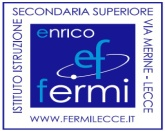 ISTITUTO ISTRUZIONE
SECONDARIA SUPERIORE
VIA MERINE - LECCE
enrico
ef
fermi
WWW.FERMILECCE.IT